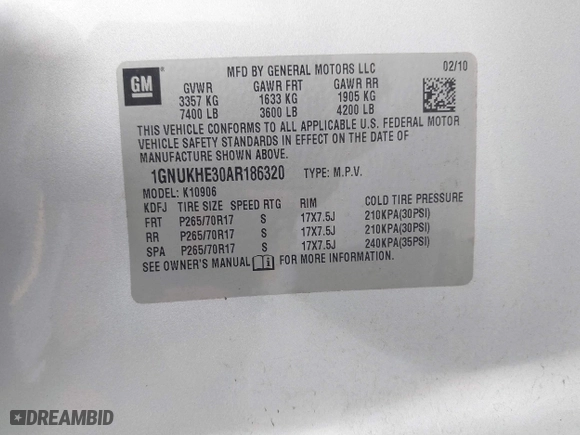 GM
MFD BY GENERAL MOTORS LLC 02/10
GVWR GAWR FRT GAWR RR
3357 KG 1633 KG 1905 KG
7400 LB 3600 LB 4200 LB
THIS VEHICLE CONFORMS TO ALL APPLICABLE U.S. FEDERAL MOTOR
VEHICLE SAFETY STANDARDS IN EFFECT ON THE DATE OF
MANUFACTURE SHOWN ABOVE.
1GNUKHE30AR186320 TYPE: M.P.V.
MODEL: K10906
KDFJ TIRE SIZE SPEED RTG RIM COLD TIRE PRESSURE
FRT P265/70R17 S 17X7.5J 210KPA(30PSI)
RR P265/70R17 S 17X7.5J 210KPA(30PSI)
SPA P265/70R17 S 17X7.5J 240KPA(35PSI)
SEE OWNER'S MANUAL FOR MORE INFORMATION.
DREAMBID